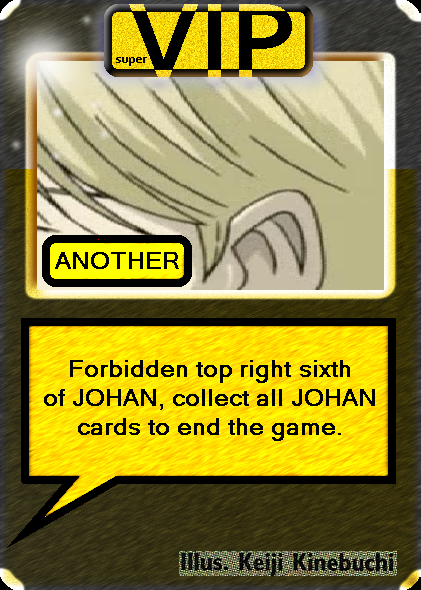 super VIP
ANOTHER
Forbidden top right sixth
of JOHAN, collect all JOHAN
cards to end the game.
Illus. Keiji Kinebuchi